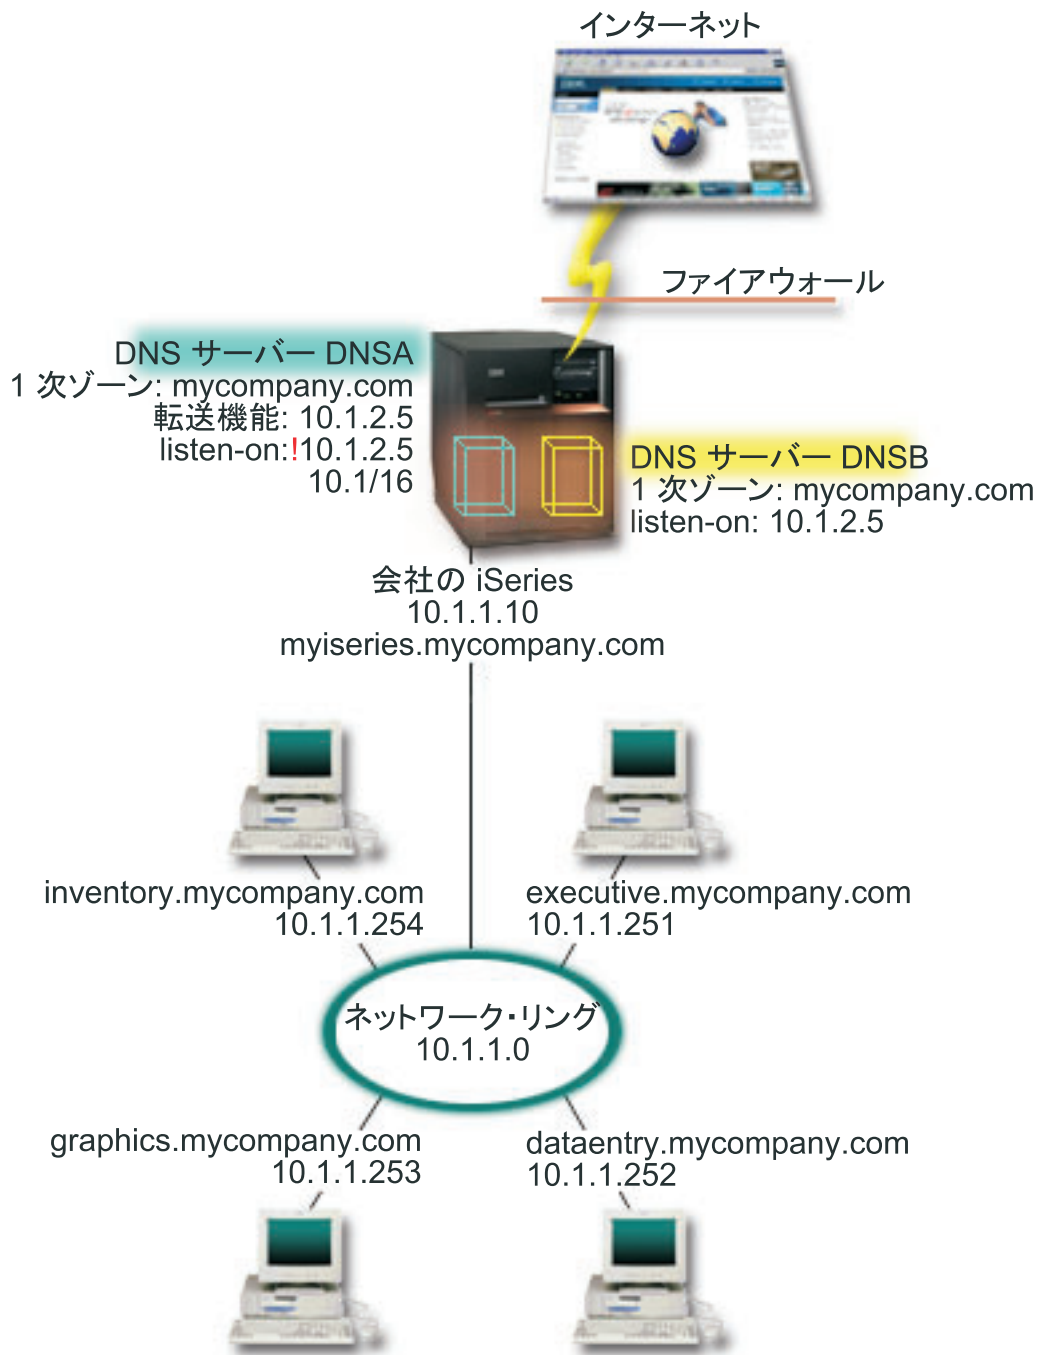 インターネット
ファイアウォール
DNS サーバー DNSA
1 次ゾーン: mycompany.com
転送機能: 10.1.2.5
listen-on:!10.1.2.5
10.1/16
DNS サーバー DNSB
1 次ゾーン: mycompany.com
listen-on: 10.1.2.5
会社の iSeries
10.1.1.10
myiseries.mycompany.com
inventory.mycompany.com
10.1.1.254
executive.mycompany.com
10.1.1.251
ネットワーク・リング
10.1.1.0
graphics.mycompany.com
10.1.1.253
dataentry.mycompany.com
10.1.1.252